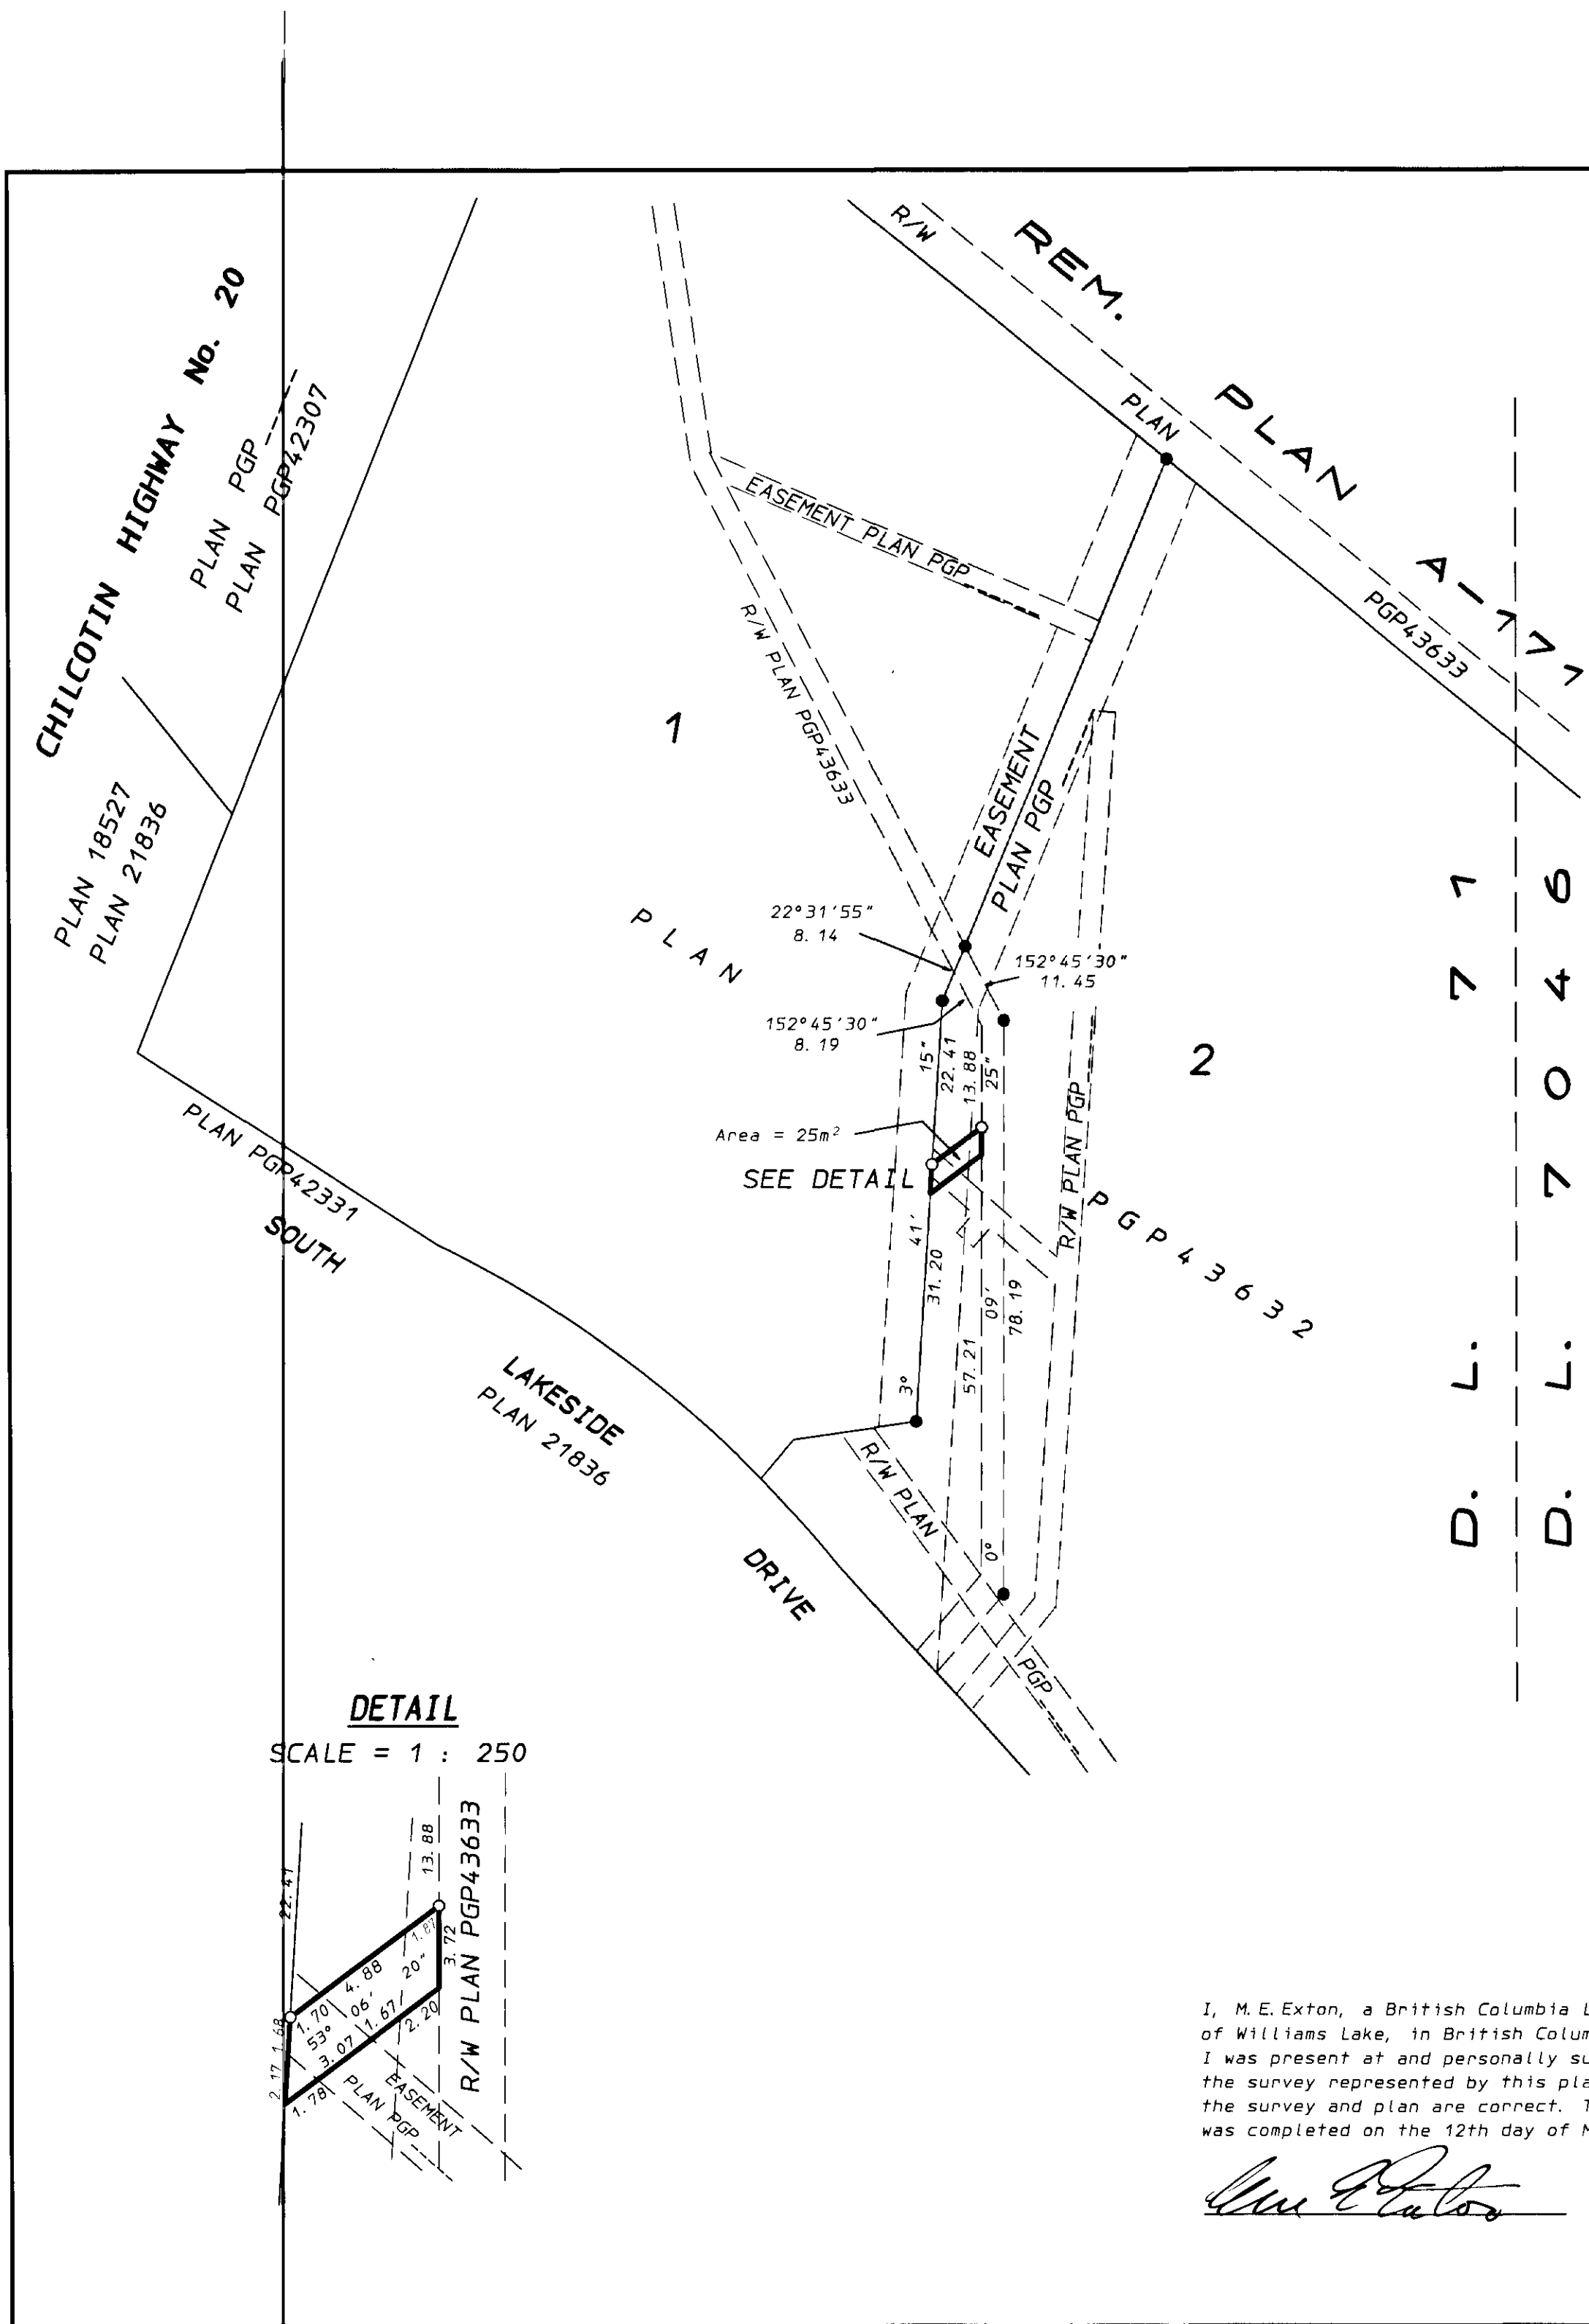 CHILCOTIN HIGHWAY No. 20
PLAN PGP
PLAN PGP42307
PLAN 18527
PLAN 21836
R/W
PLAN
PGP43633
REM. PLAN A-777
EASEMENT PLAN PGP
R/W PLAN PGP43633
1
EASEMENT
PLAN PGP
PLAN
PGP43632
22°31'55"
8.14
152°45'30"
11.45
152°45'30"
8.19
2
15"
22.41
13.88
25"
Area = 25m²
SEE DETAIL
R/W PLAN PGP
41'
31.20
09'
78.19
57.21
3°
0°
PLAN PGP42331
SOUTH
LAKESIDE
PLAN 21836
DRIVE
R/W PLAN
PGP
D. L. 71
D. L. 7046
DETAIL
SCALE = 1 : 250
22.41
13.88
R/W PLAN PGP43633
1.87
3.72
4.88
20"
1.70
06'
1.67
53°
2.20
3.07
2.17
1.68
1.78
EASEMENT
PLAN PGP
I, M.E.Exton, a British Columbia L
of Williams Lake, in British Colum
I was present at and personally su
the survey represented by this pla
the survey and plan are correct. T
was completed on the 12th day of M